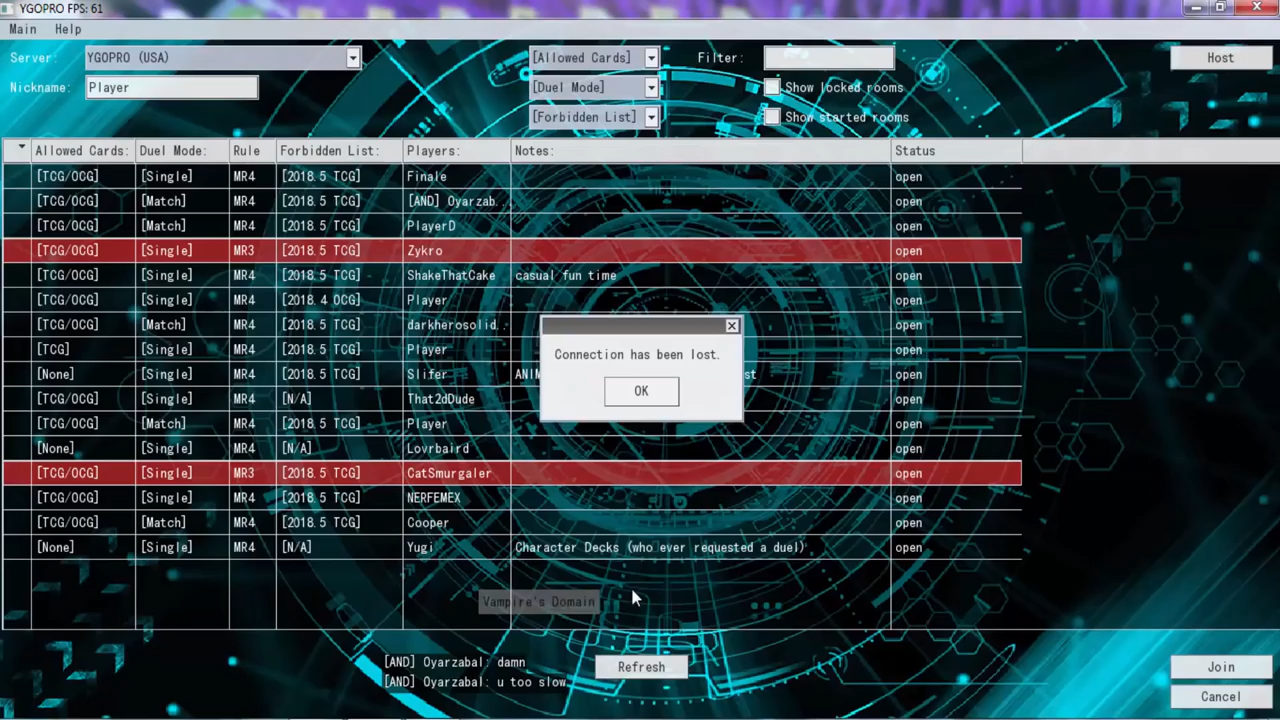 YGOPRO FPS: 61
Main Help
Server: YGOPRO (USA) [Allowed Cards] Filter: Host
Nickname: Player [Duel Mode] Show locked rooms
[Forbidden List] Show started rooms
Allowed Cards: Duel Mode: Rule Forbidden List: Players: Notes: Status
[TCG/OCG] [Single] MR4 [2018.5 TCG] Finale open
[TCG/OCG] [Match] MR4 [2018.5 TCG] [AND] Oyarzab... open
[TCG/OCG] [Match] MR4 [2018.5 TCG] PlayerD open
[TCG/OCG] [Single] MR3 [2018.5 TCG] Zykro open
[TCG/OCG] [Single] MR4 [2018.5 TCG] ShakeThatCake casual fun time open
[TCG/OCG] [Single] MR4 [2018.4 OCG] Player open
[TCG/OCG] [Match] MR4 [2018.5 TCG] darkherosolid... open
[TCG] [Single] MR4 [2018.5 TCG] Player open
[None] [Single] MR4 [2018.5 TCG] Slifer ANI st open
[TCG/OCG] [Single] MR4 [N/A] That2dDude open
[TCG/OCG] [Match] MR4 [2018.5 TCG] Player open
[None] [Single] MR4 [N/A] Lovrbaird open
[TCG/OCG] [Single] MR3 [2018.5 TCG] CatSmurgaler open
[TCG/OCG] [Single] MR4 [2018.5 TCG] NERFEMEX open
[TCG/OCG] [Match] MR4 [2018.5 TCG] Cooper open
[None] [Single] MR4 [N/A] Yugi Character Decks (who ever requested a duel) open
Connection has been lost.
OK
Vampire's Domain
[AND] Oyarzabal: damn
[AND] Oyarzabal: u too slow
Refresh
Join
Cancel